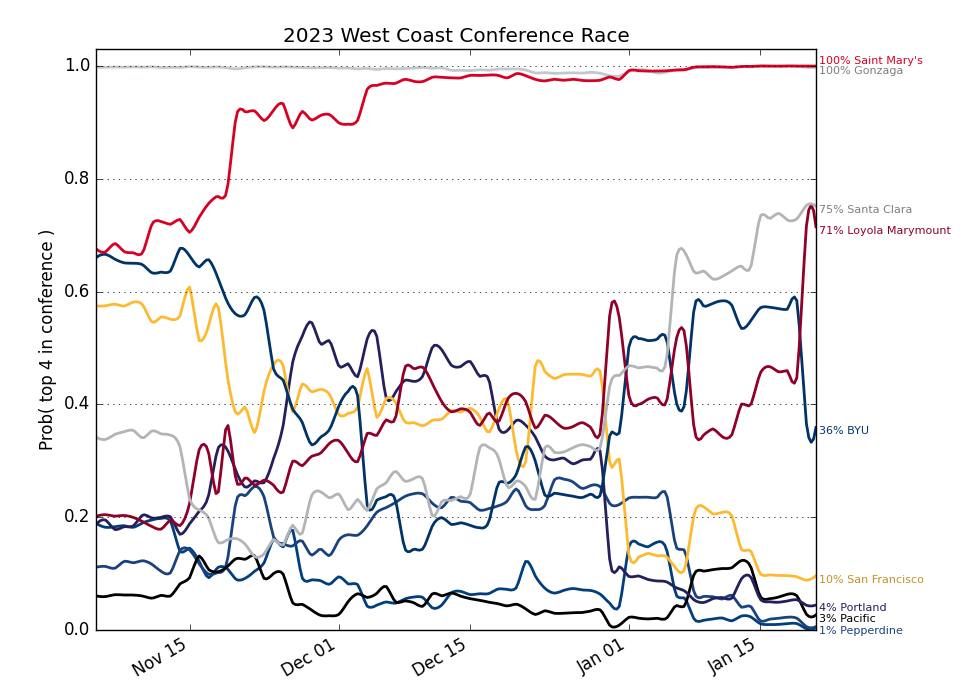 2023 West Coast Conference Race
Prob( top 4 in conference )
1.0
0.8
0.6
0.4
0.2
0.0
Nov 15
Dec 01
Dec 15
Jan 01
Jan 15
100% Saint Mary's
100% Gonzaga
75% Santa Clara
71% Loyola Marymount
36% BYU
10% San Francisco
4% Portland
3% Pacific
1% Pepperdine